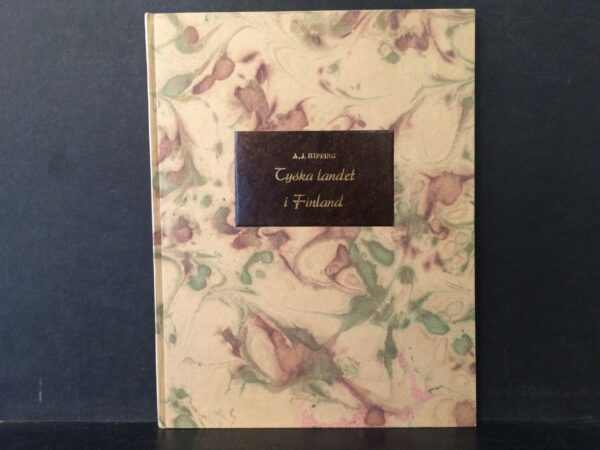 A. J. HIPPING
Tyska landet
i Finland